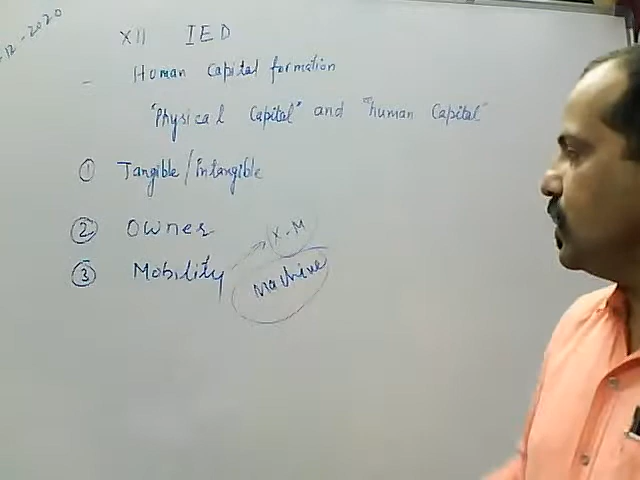 -12-2020
XII IED
- Human Capital formation
"Physical Capital" and "human Capital"
① Tangible/Intangible
② Owner
③ Mobility
X-M
Machine